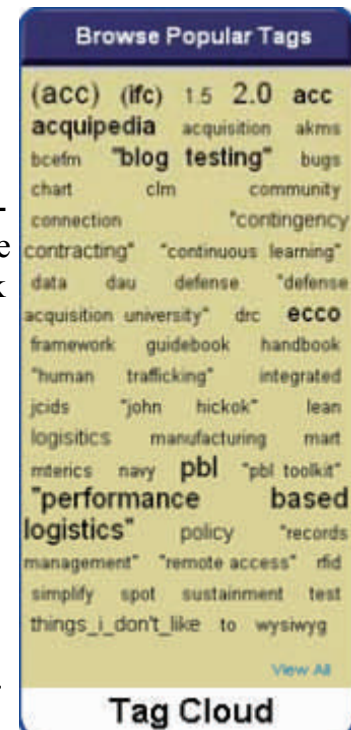 Browse Popular Tags
(acc) (ifc) 1.5 2.0 acc
acquipedia acquisition akms
bcefm "blog testing" bugs
chart clm community
connection "contingency
contracting" "continuous learning"
data dau defense "defense
acquisition university" drc ecco
framework guidebook handbook
"human trafficking" integrated
jcids "john hickok" lean
logisitics manufacturing mart
mterics navy pbl "pbl toolkit"
"performance based
logistics" policy "records
management" "remote access" rfid
simplify spot sustainment test
things_i_don't_like to wysiwyg
View All
Tag Cloud